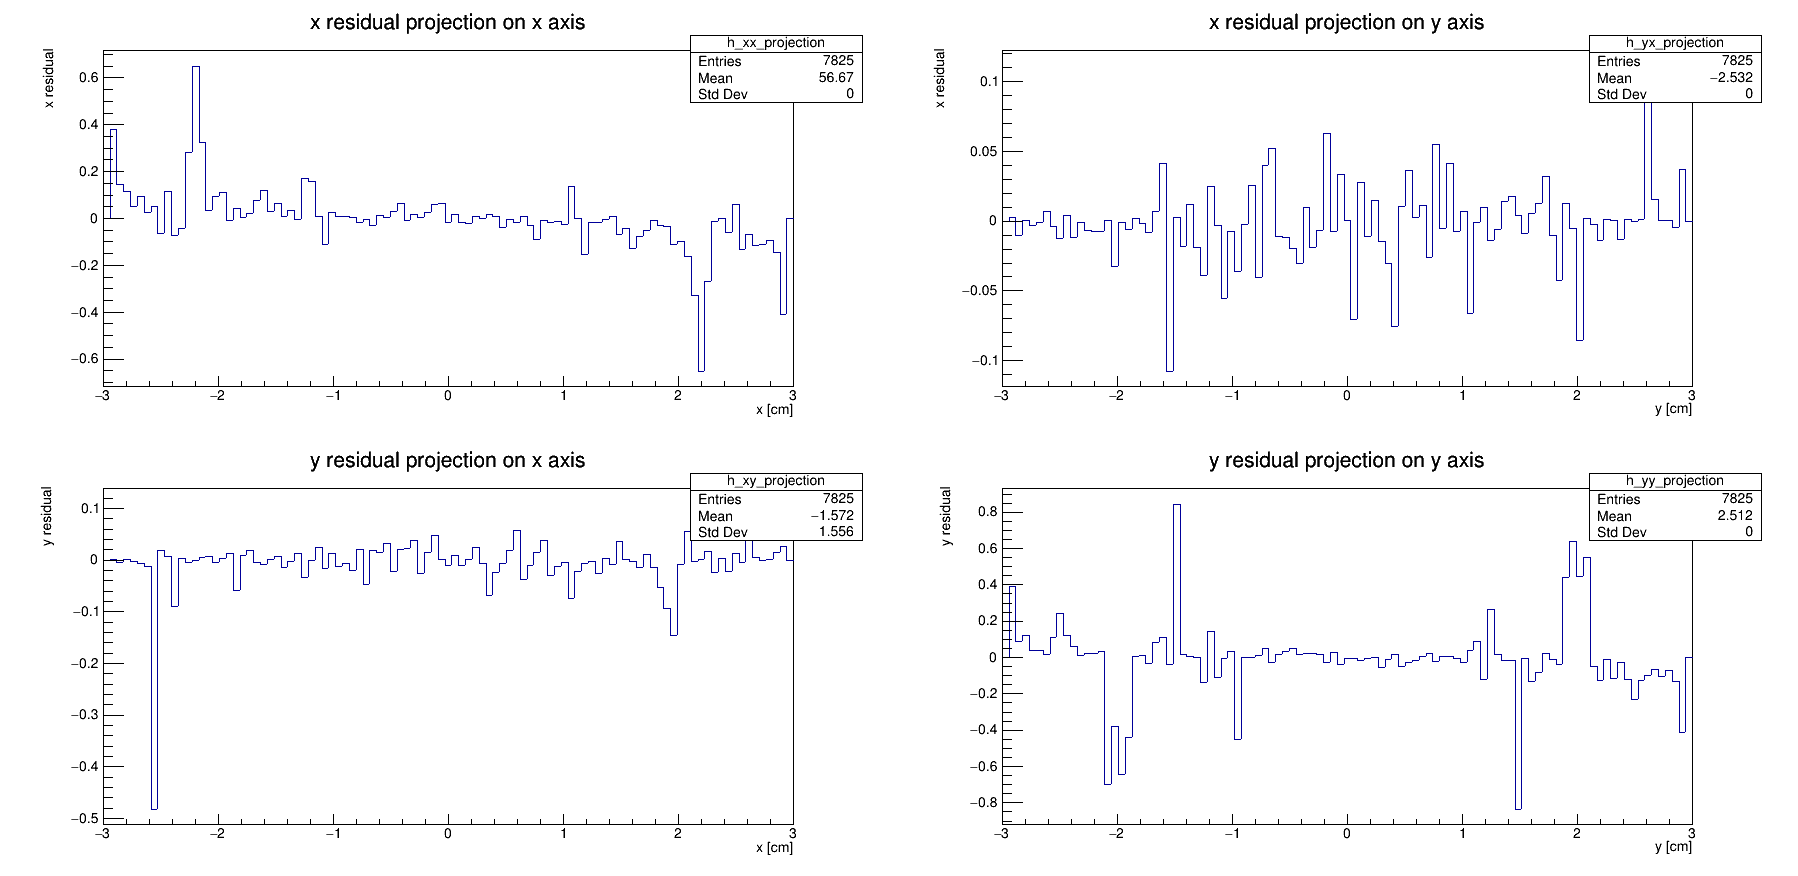 x residual projection on x axis
h_xx_projection
Entries 7825
Mean 56.67
Std Dev 0
x residual
0.6
0.4
0.2
0
−0.2
−0.4
−0.6
−3 −2 −1 0 1 2 3
x [cm]
x residual projection on y axis
h_yx_projection
Entries 7825
Mean −2.532
Std Dev 0
x residual
0.1
0.05
0
−0.05
−0.1
−3 −2 −1 0 1 2 3
y [cm]
y residual projection on x axis
h_xy_projection
Entries 7825
Mean −1.572
Std Dev 1.556
y residual
0.1
0
−0.1
−0.2
−0.3
−0.4
−0.5
−3 −2 −1 0 1 2 3
x [cm]
y residual projection on y axis
h_yy_projection
Entries 7825
Mean 2.512
Std Dev 0
y residual
0.8
0.6
0.4
0.2
0
−0.2
−0.4
−0.6
−0.8
−3 −2 −1 0 1 2 3
y [cm]